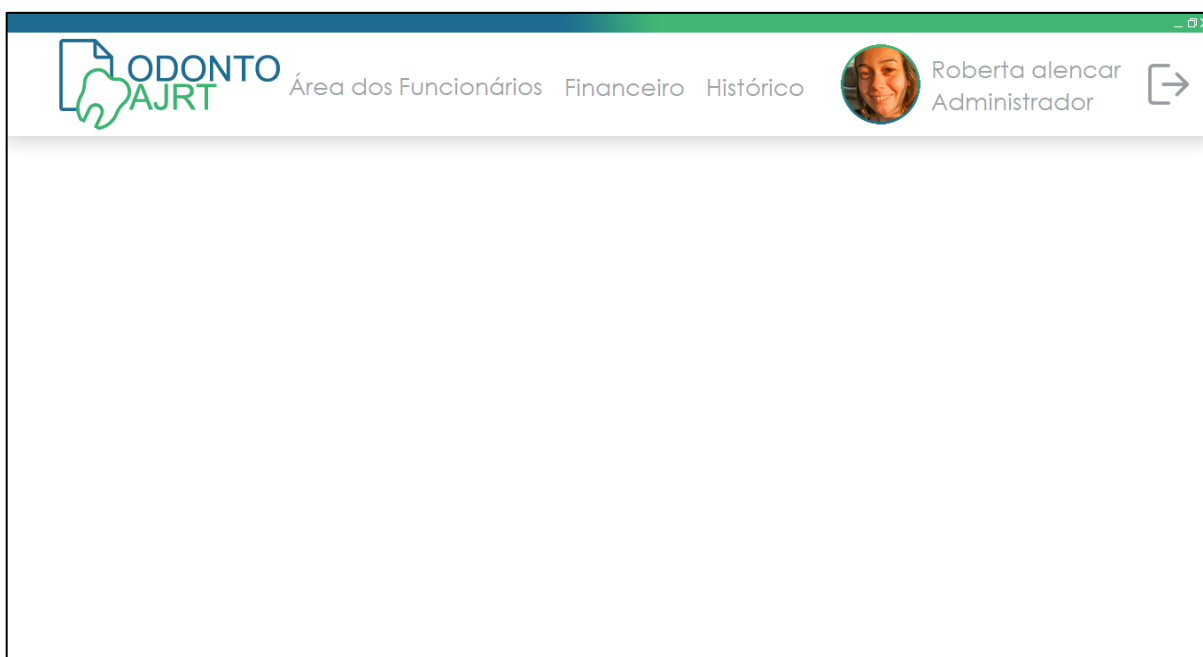 ODONTO
AJRT
Área dos Funcionários Financeiro Histórico
Roberta alencar
Administrador